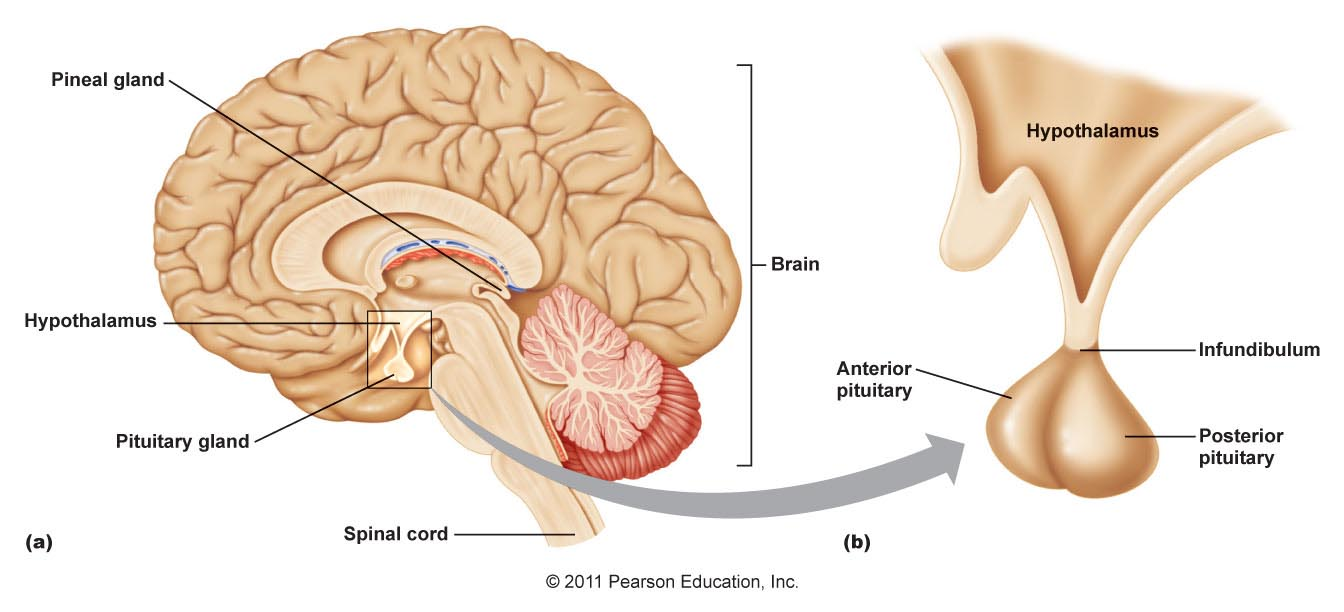 Pineal gland
Hypothalamus
Pituitary gland
Spinal cord
Brain
(a)
Hypothalamus
Infundibulum
Anterior
pituitary
Posterior
pituitary
(b)
© 2011 Pearson Education, Inc.